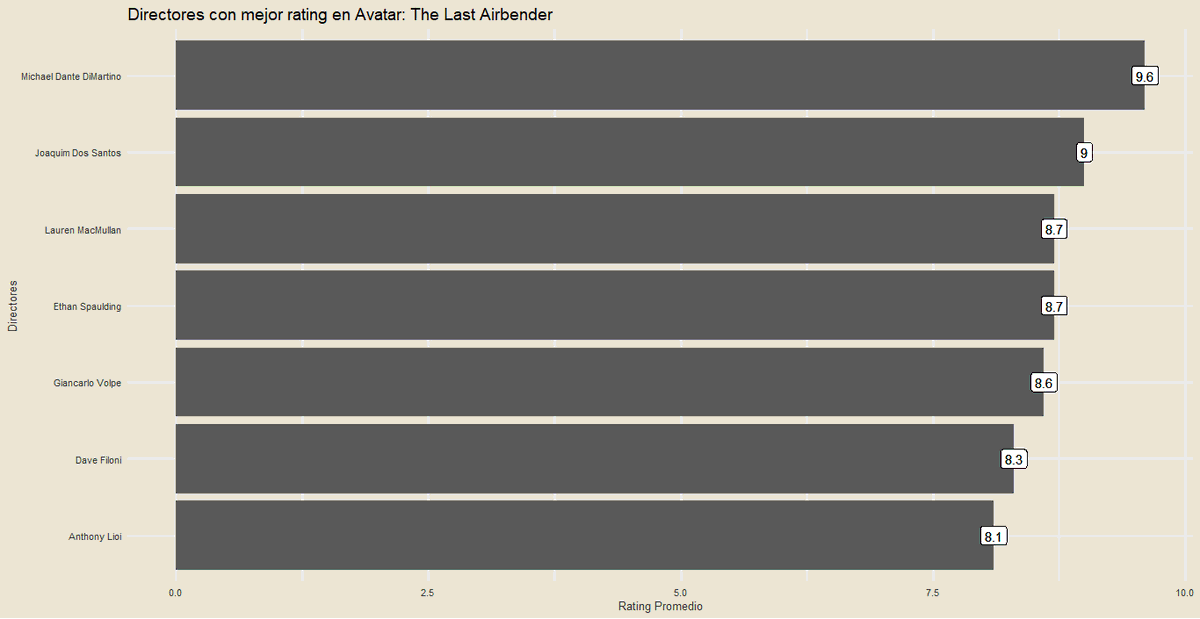 Directores con mejor rating en Avatar: The Last Airbender
Michael Dante DiMartino
9.6
Joaquim Dos Santos
9
Lauren MacMullan
8.7
Ethan Spaulding
8.7
Giancarlo Volpe
8.6
Dave Filoni
8.3
Anthony Lioi
8.1
Directores
0.0 2.5 5.0 7.5 10.0
Rating Promedio